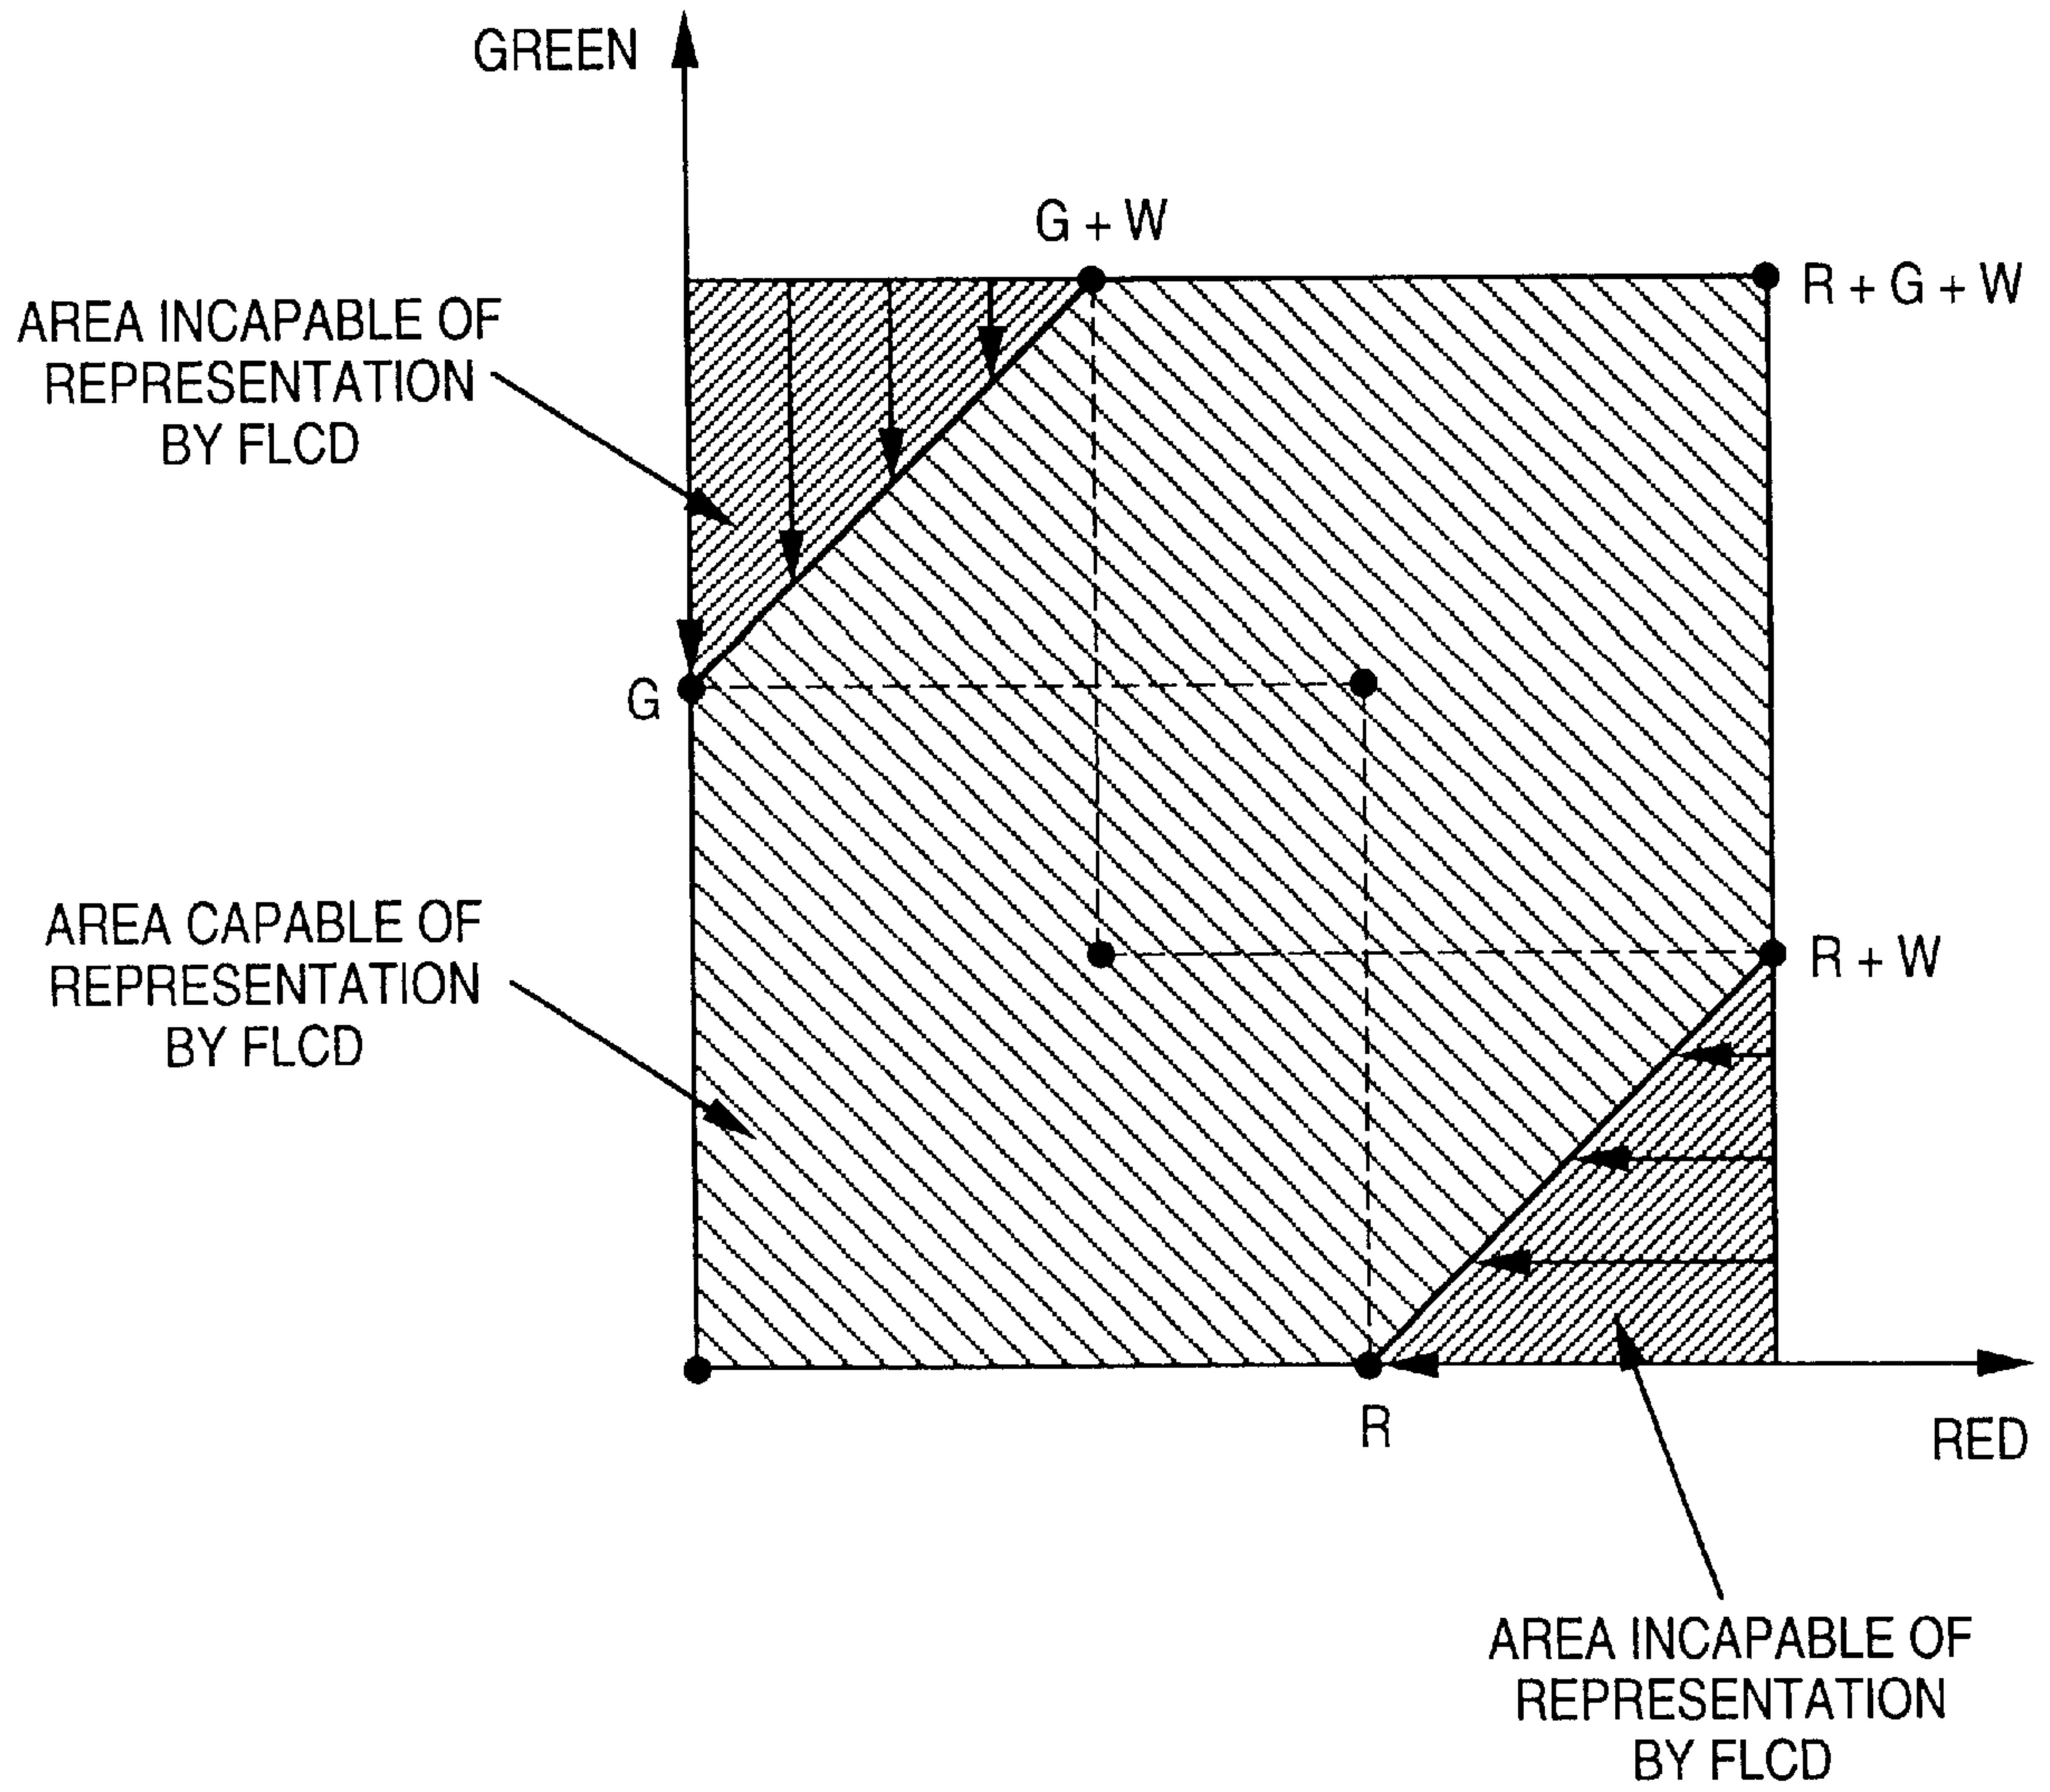 GREEN
G + W
R + G + W
AREA INCAPABLE OF
REPRESENTATION
BY FLCD
G
AREA CAPABLE OF
REPRESENTATION
BY FLCD
R + W
R
RED
AREA INCAPABLE OF
REPRESENTATION
BY FLCD